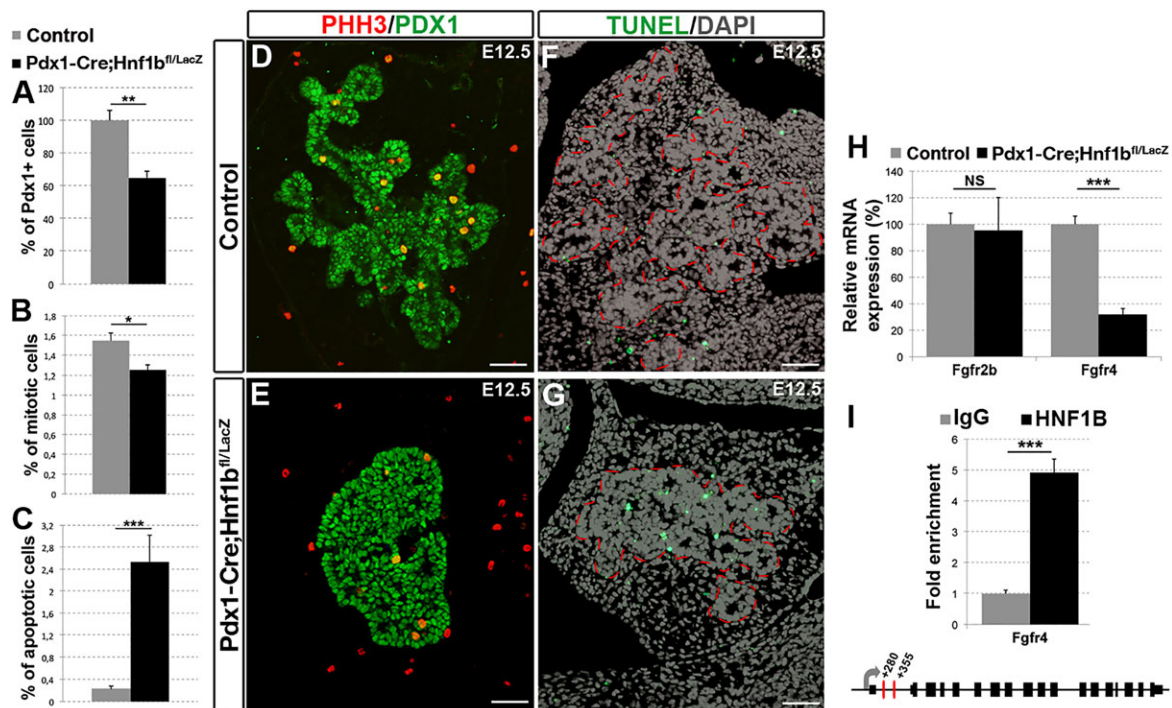 Control
Pdx1-Cre;Hnf1b^fl/LacZ
A
% of Pdx1+ cells
120
100
80
60
40
20
0
**
B
% of mitotic cells
1,8
1,6
1,4
1,2
1
0,8
0,6
0,4
0,2
0
*
C
% of apoptotic cells
3,2
2,8
2,4
2
1,6
1,2
0,8
0,4
0
***
PHH3/PDX1
TUNEL/DAPI
Control
Pdx1-Cre;Hnf1b^fl/LacZ
D
E12.5
F
E12.5
E
E12.5
G
E12.5
H
Control
Pdx1-Cre;Hnf1b^fl/LacZ
Relative mRNA
expression (%)
140
120
100
80
60
40
20
0
NS
***
Fgfr2b
Fgfr4
I
IgG
HNF1B
Fold enrichment
6
5
4
3
2
1
0
***
Fgfr4
+280
+355